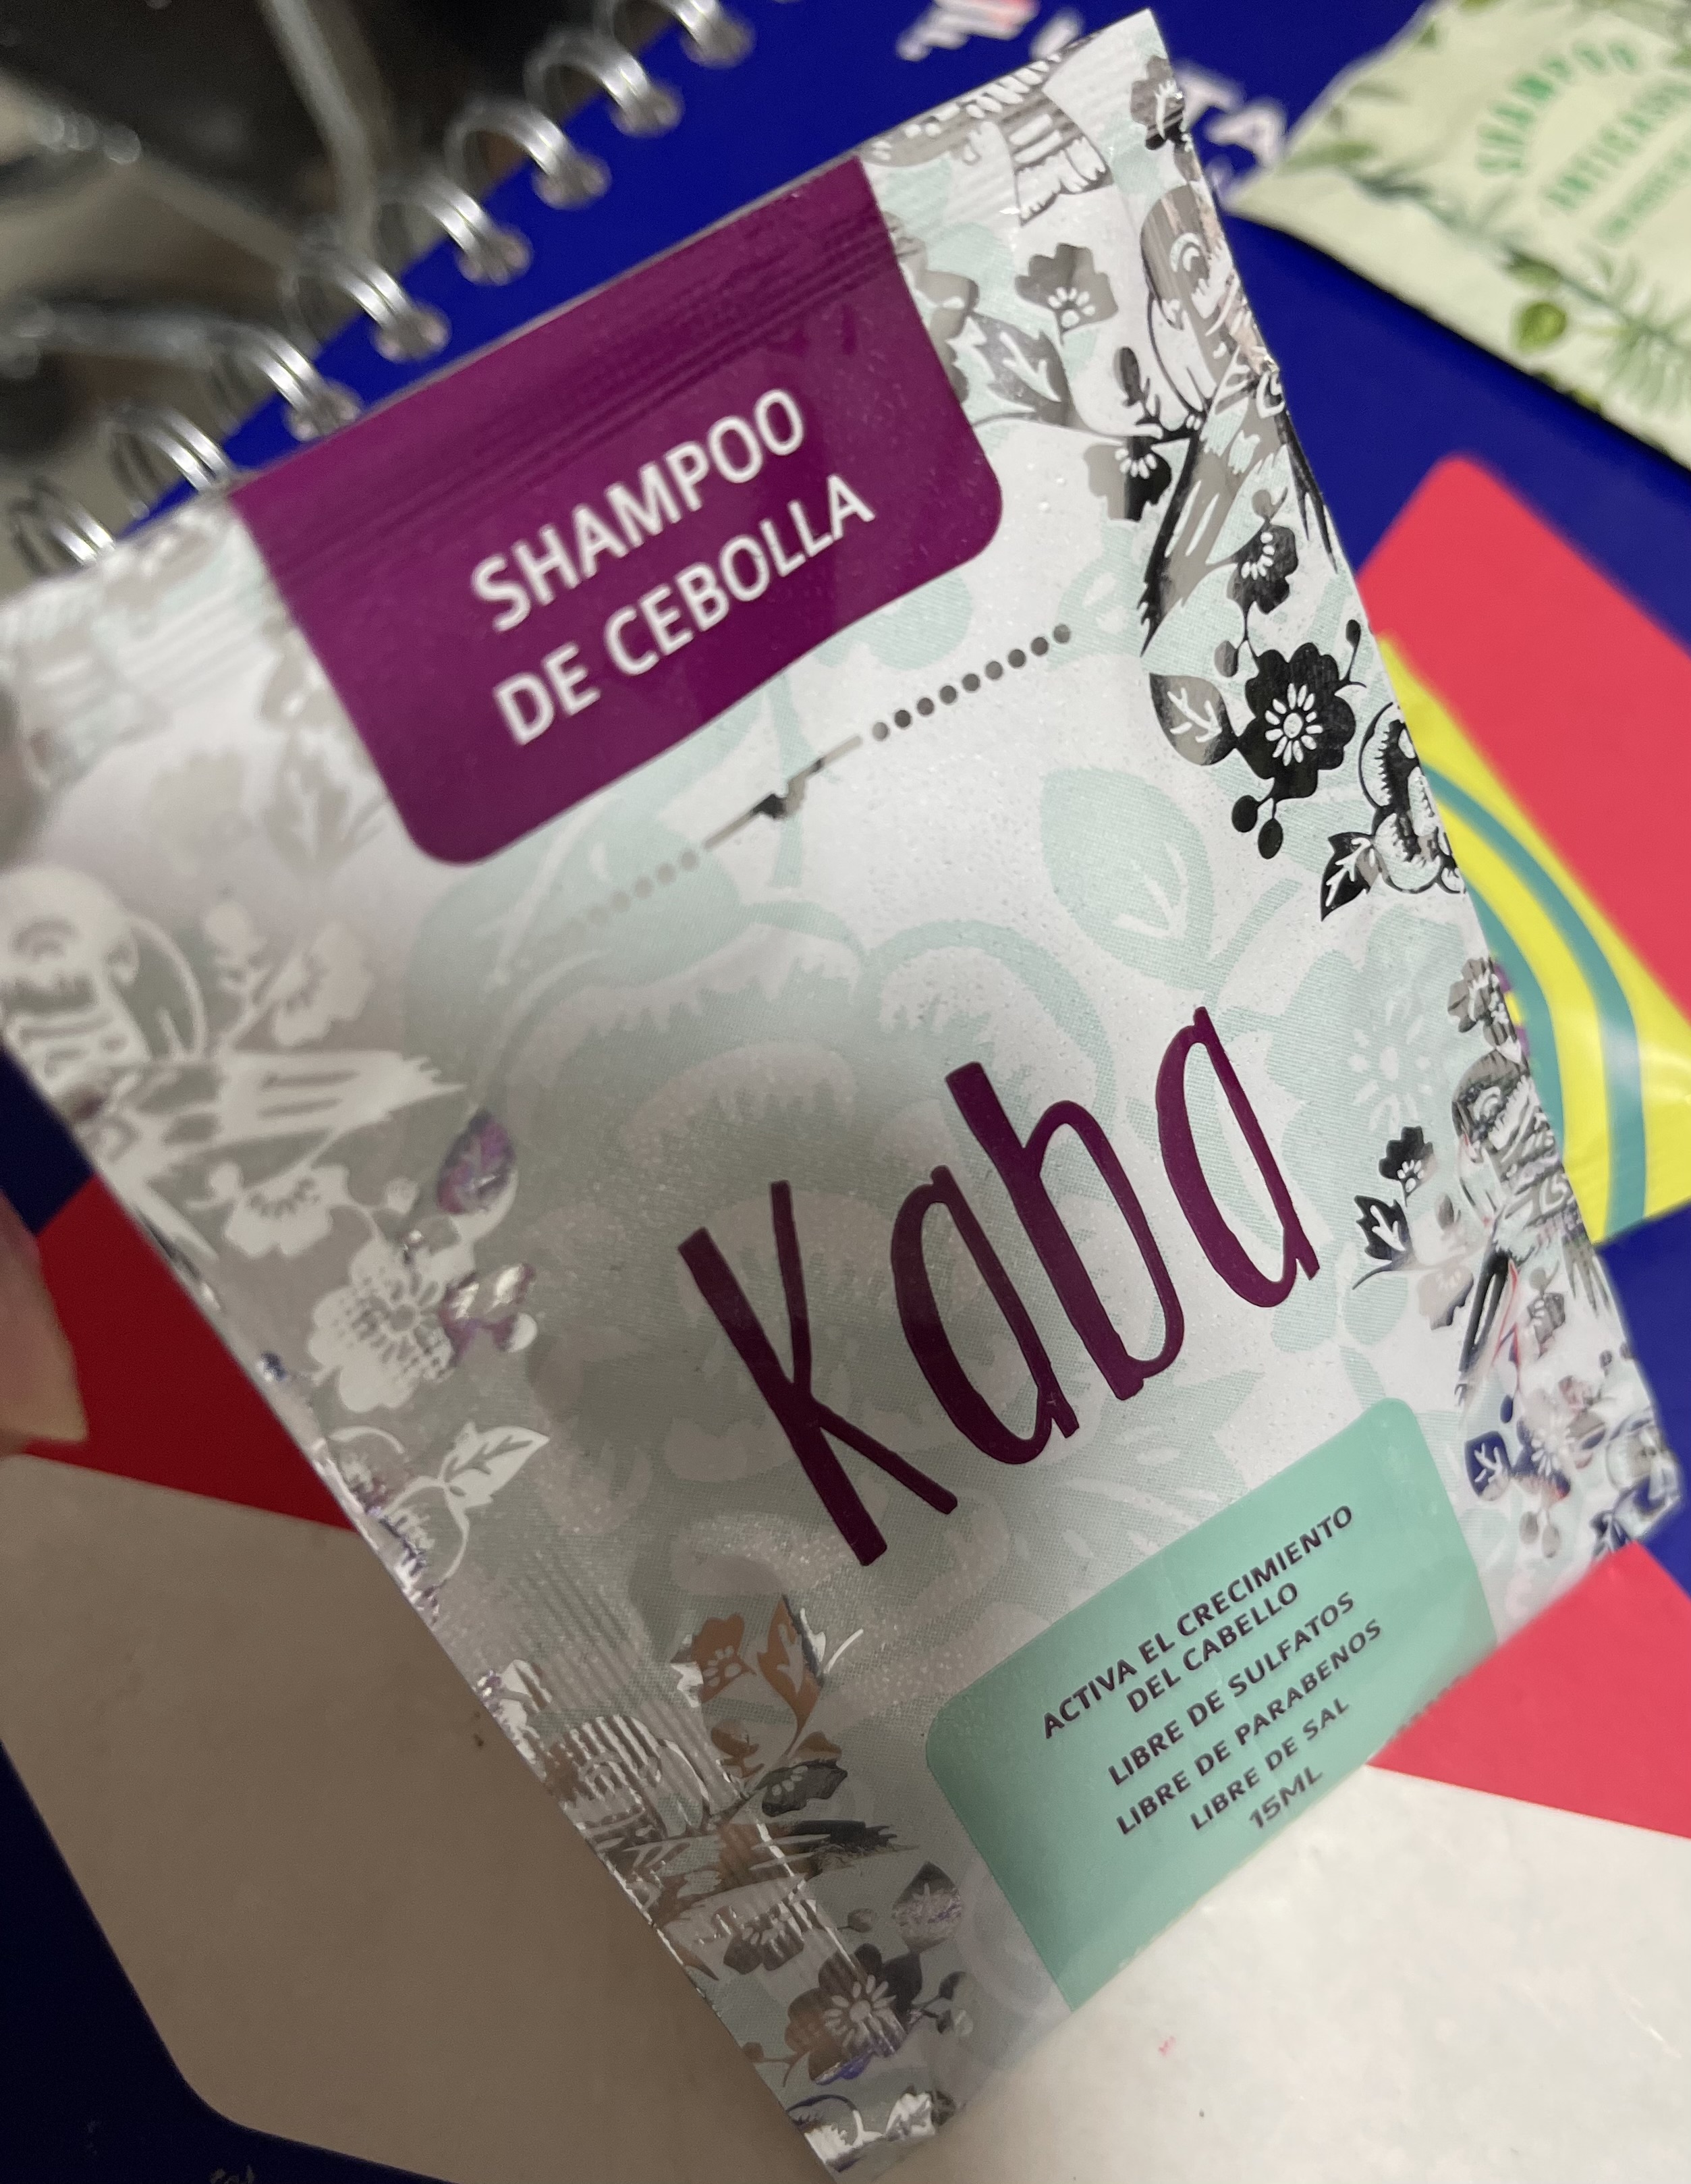 SHAMPOO
DE CEBOLLA
Kaba
ACTIVA EL CRECIMIENTO
DEL CABELLO
LIBRE DE SULFATOS
LIBRE DE PARABENOS
LIBRE DE SAL
15ML
SHAMPOO